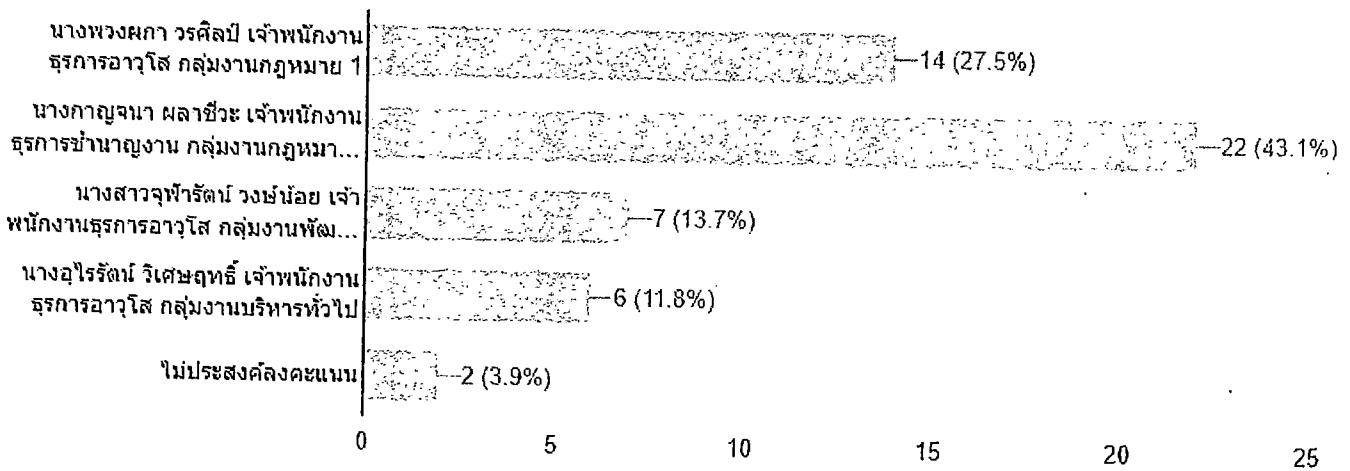 นางพวงผกา วรศิลป์ เจ้าพนักงาน
ธุรการอาวุโส กลุ่มงานกฎหมาย 1
14 (27.5%)
นางกาญจนา ผลาชีวะ เจ้าพนักงาน
ธุรการชำนาญงาน กลุ่มงานกฎหมา...
22 (43.1%)
นางสาวจุฬารัตน์ วงษ์น้อย เจ้า
พนักงานธุรการอาวุโส กลุ่มงานพัฒ...
7 (13.7%)
นางอุไรรัตน์ วิเศษฤทธิ์ เจ้าพนักงาน
ธุรการอาวุโส กลุ่มงานบริหารทั่วไป
6 (11.8%)
ไม่ประสงค์ลงคะแนน
2 (3.9%)
0 5 10 15 20 25